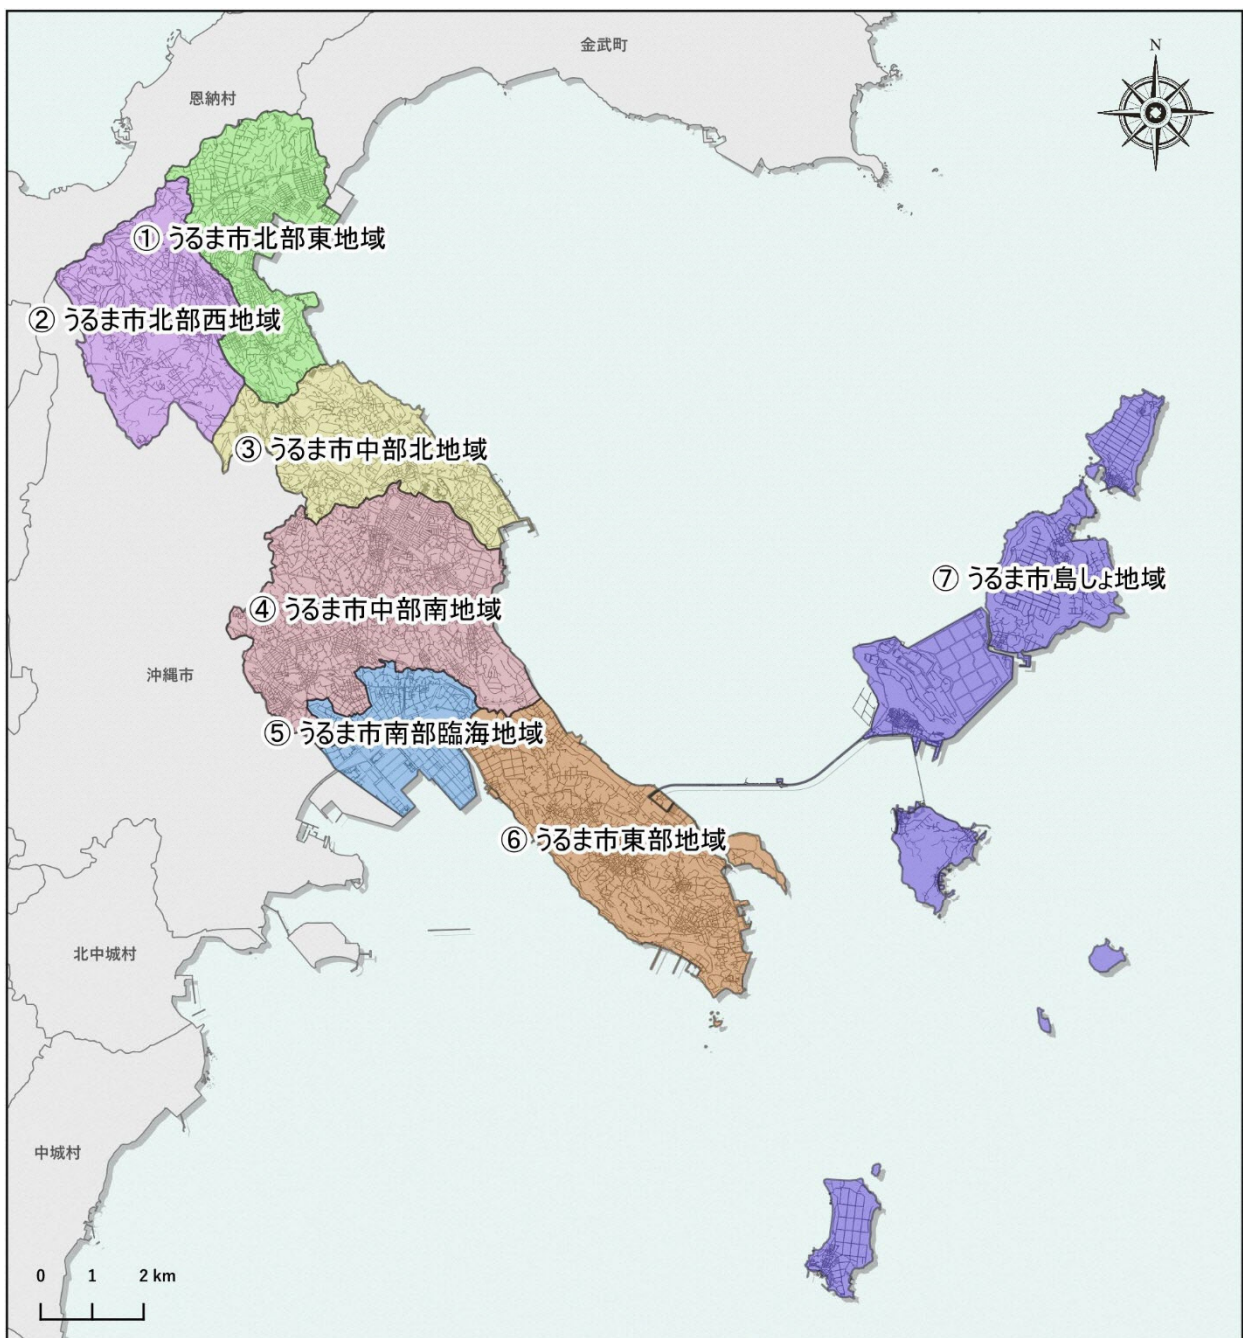 金武町
N
恩納村
① うるま市北部東地域
② うるま市北部西地域
③ うるま市中部北地域
⑦ うるま市島しょ地域
④ うるま市中部南地域
沖縄市
⑤ うるま市南部臨海地域
⑥ うるま市東部地域
北中城村
中城村
0 1 2 km